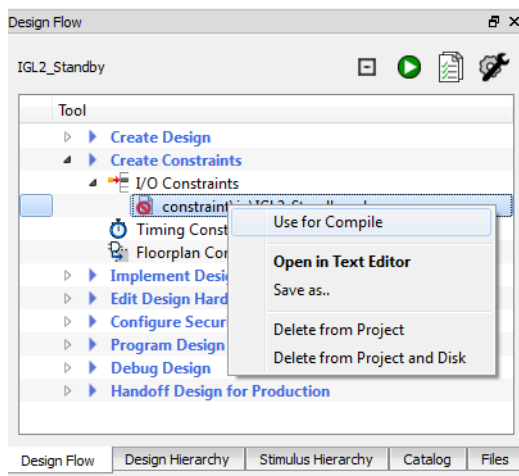 Design Flow
IGL2_Standby
Tool
Create Design
Create Constraints
I/O Constraints
Use for Compile
Timing Const
Open in Text Editor
Floorplan Con
Save as..
Implement Desi
Edit Design Hard
Delete from Project
Configure Secur
Delete from Project and Disk
Program Design
Debug Design
Handoff Design for Production
Design Flow Design Hierarchy Stimulus Hierarchy Catalog Files